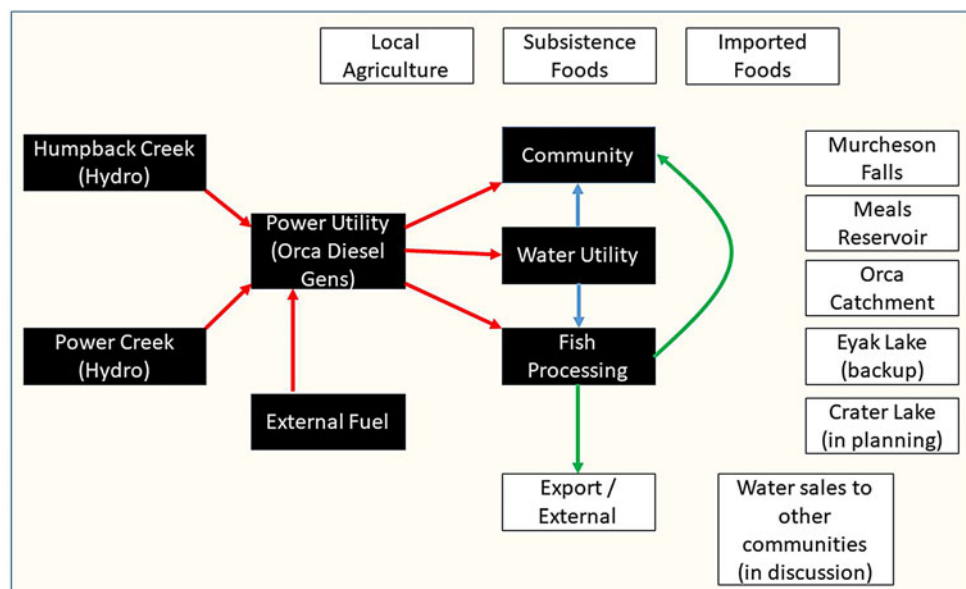 Local
Agriculture
Subsistence
Foods
Imported
Foods
Humpback Creek
(Hydro)
Community
Murcheson
Falls
Power Utility
(Orca Diesel
Gens)
Water Utility
Meals
Reservoir
Orca
Catchment
Power Creek
(Hydro)
Fish
Processing
Eyak Lake
(backup)
External Fuel
Crater Lake
(in planning)
Export /
External
Water sales to
other
communities
(in discussion)